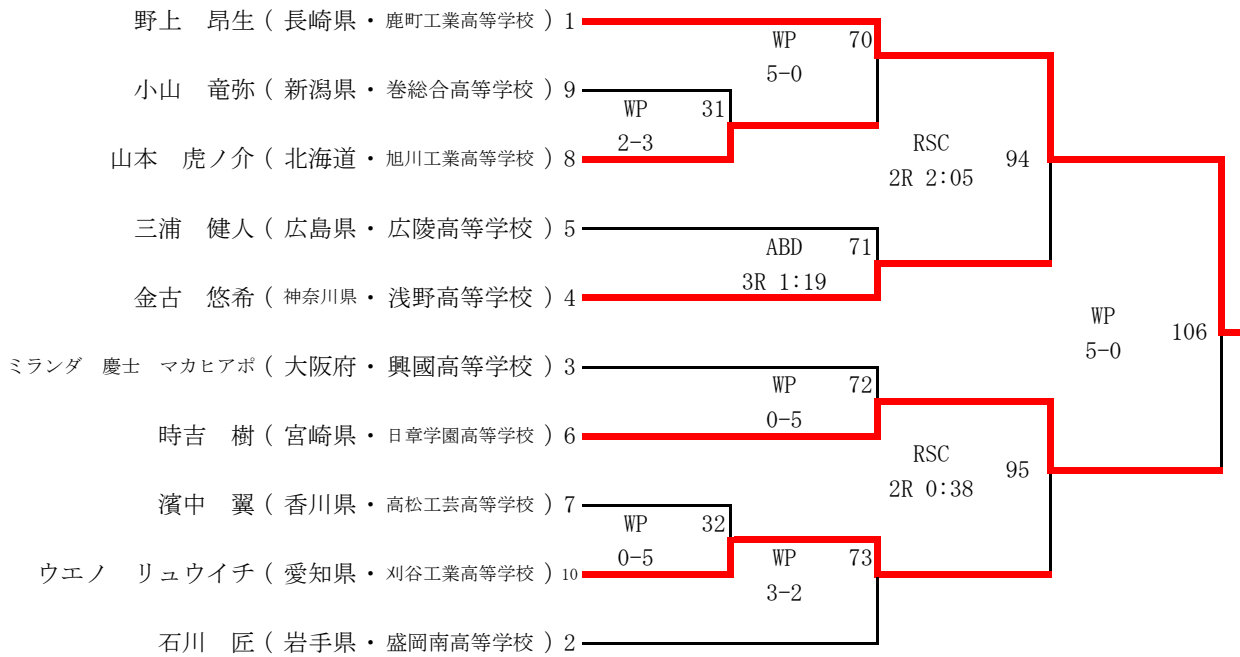 野上　昂生 ( 長崎県・鹿町工業高等学校 ) 1
WP 70
5-0
小山　竜弥 ( 新潟県・巻総合高等学校 ) 9
WP 31
2-3
山本　虎ノ介 ( 北海道・旭川工業高等学校 ) 8
RSC 94
2R 2:05
三浦　健人 ( 広島県・広陵高等学校 ) 5
ABD 71
3R 1:19
金古　悠希 ( 神奈川県・浅野高等学校 ) 4
WP 106
5-0
ミランダ　慶士　マカヒアポ ( 大阪府・興國高等学校 ) 3
WP 72
0-5
時吉　樹 ( 宮崎県・日章学園高等学校 ) 6
RSC 95
2R 0:38
濱中　翼 ( 香川県・高松工芸高等学校 ) 7
WP 32
0-5
ウエノ　リュウイチ ( 愛知県・刈谷工業高等学校 ) 10
WP 73
3-2
石川　匠 ( 岩手県・盛岡南高等学校 ) 2